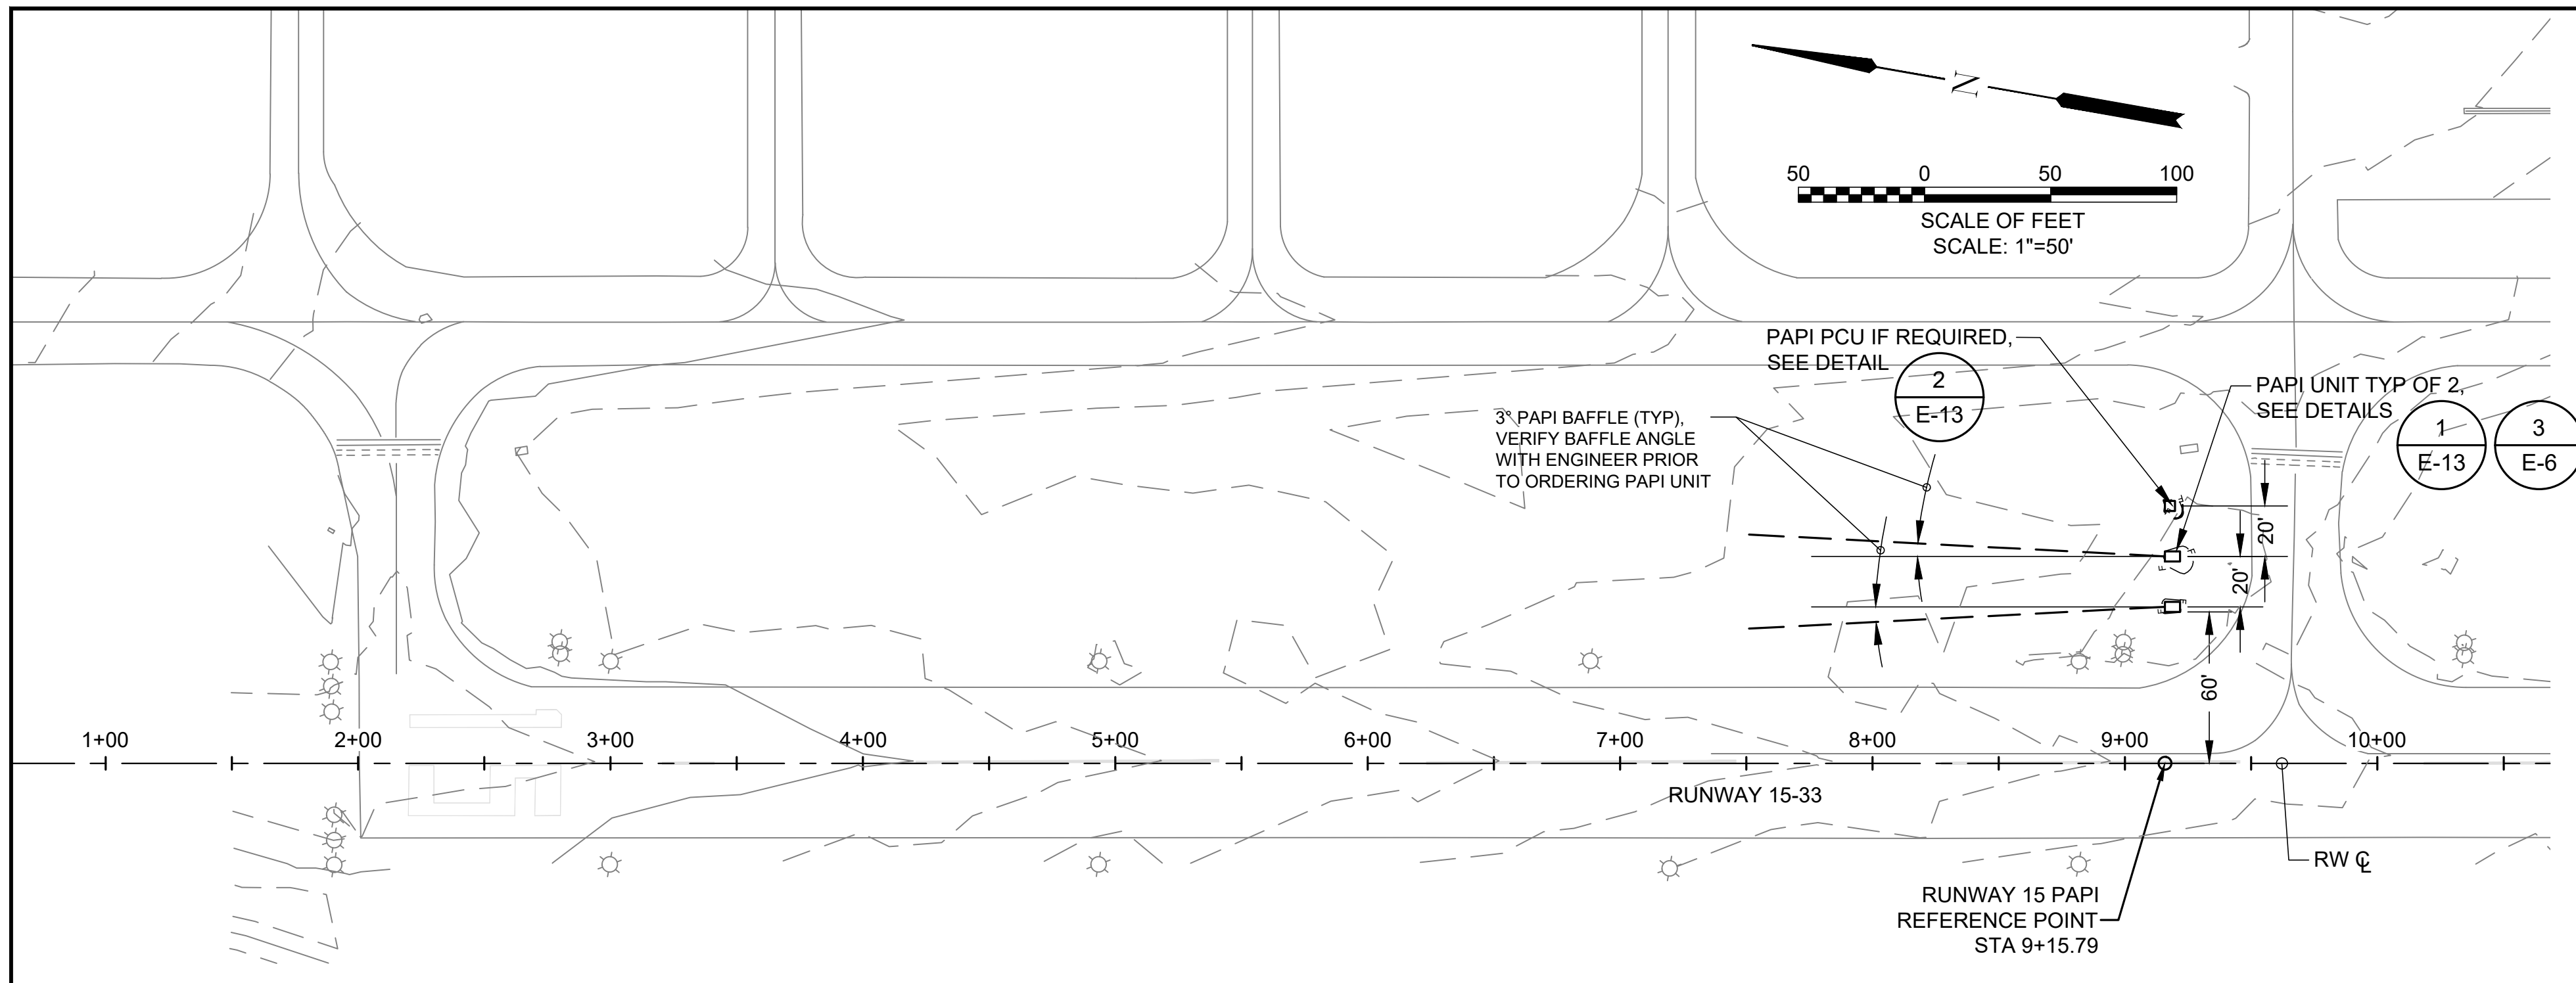 N
50 0 50 100
SCALE OF FEET
SCALE: 1"=50'
PAPI PCU IF REQUIRED,
SEE DETAIL
2
E-13
PAPI UNIT TYP OF 2,
SEE DETAILS
1
E-13
3
E-6
3° PAPI BAFFLE (TYP),
VERIFY BAFFLE ANGLE
WITH ENGINEER PRIOR
TO ORDERING PAPI UNIT
20'
20'
60'
1+00 2+00 3+00 4+00 5+00 6+00 7+00 8+00 9+00 10+00
RUNWAY 15-33
RW ℄
RUNWAY 15 PAPI
REFERENCE POINT
STA 9+15.79